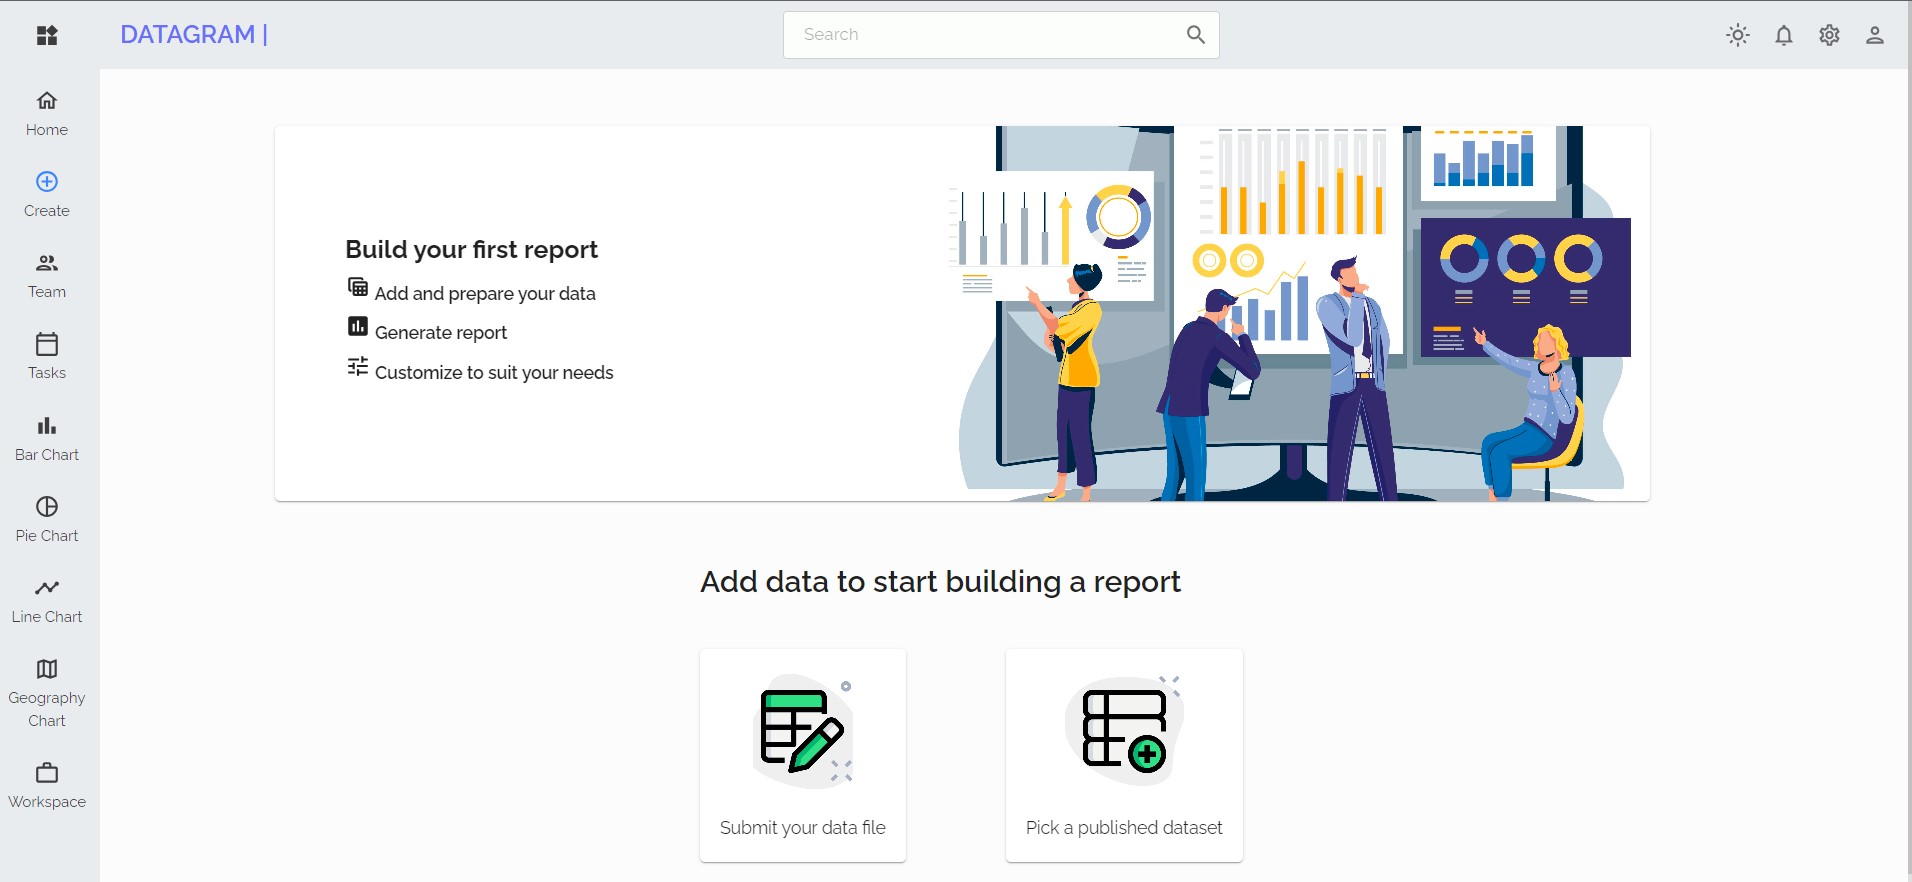 DATAGRAM |
Search
Home
Create
Team
Tasks
Bar Chart
Pie Chart
Line Chart
Geography
Chart
Workspace
Build your first report
Add and prepare your data
Generate report
Customize to suit your needs
Add data to start building a report
Submit your data file
Pick a published dataset